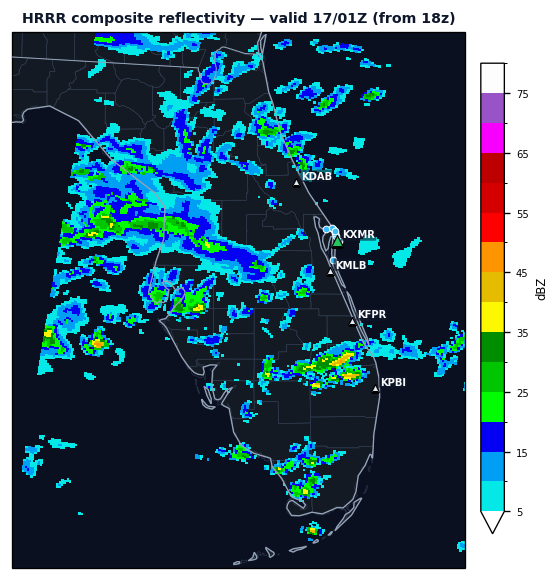 HRRR composite reflectivity — valid 17/01Z (from 18z)
KDAB
KXMR
KMLB
KFPR
KPBI
75
65
55
45
35
25
15
5
dBZ